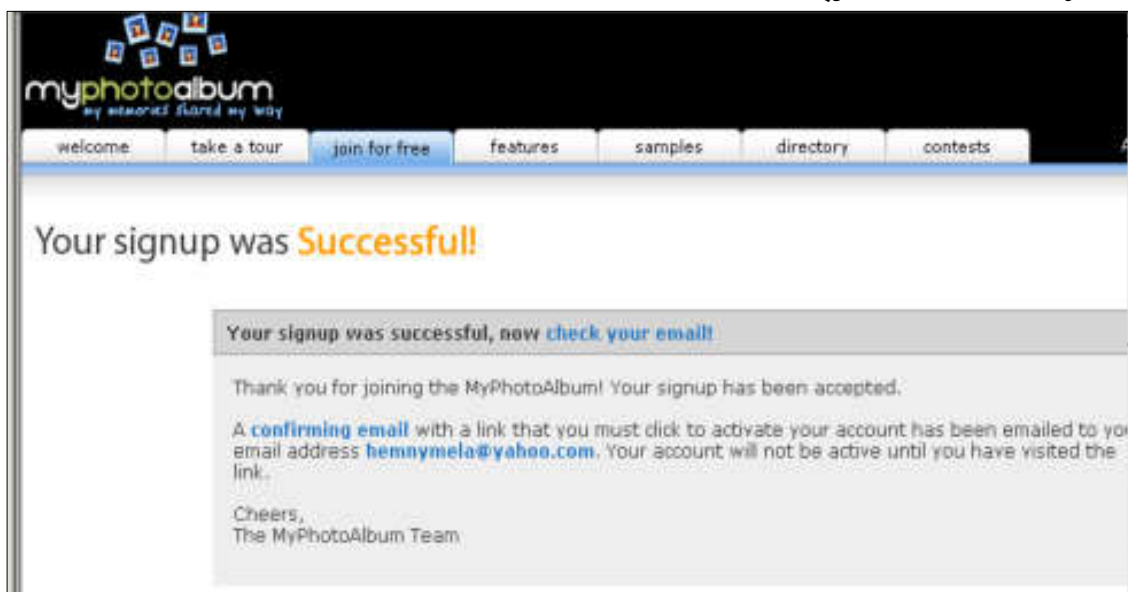 myphotoalbum
my memories shared my way
welcome take a tour join for free features samples directory contests
Your signup was Successful!
Your signup was successful, now check your email!
Thank you for joining the MyPhotoAlbum! Your signup has been accepted.
A confirming email with a link that you must click to activate your account has been emailed to you
email address hemnymela@yahoo.com. Your account will not be active until you have visited the
link.
Cheers,
The MyPhotoAlbum Team